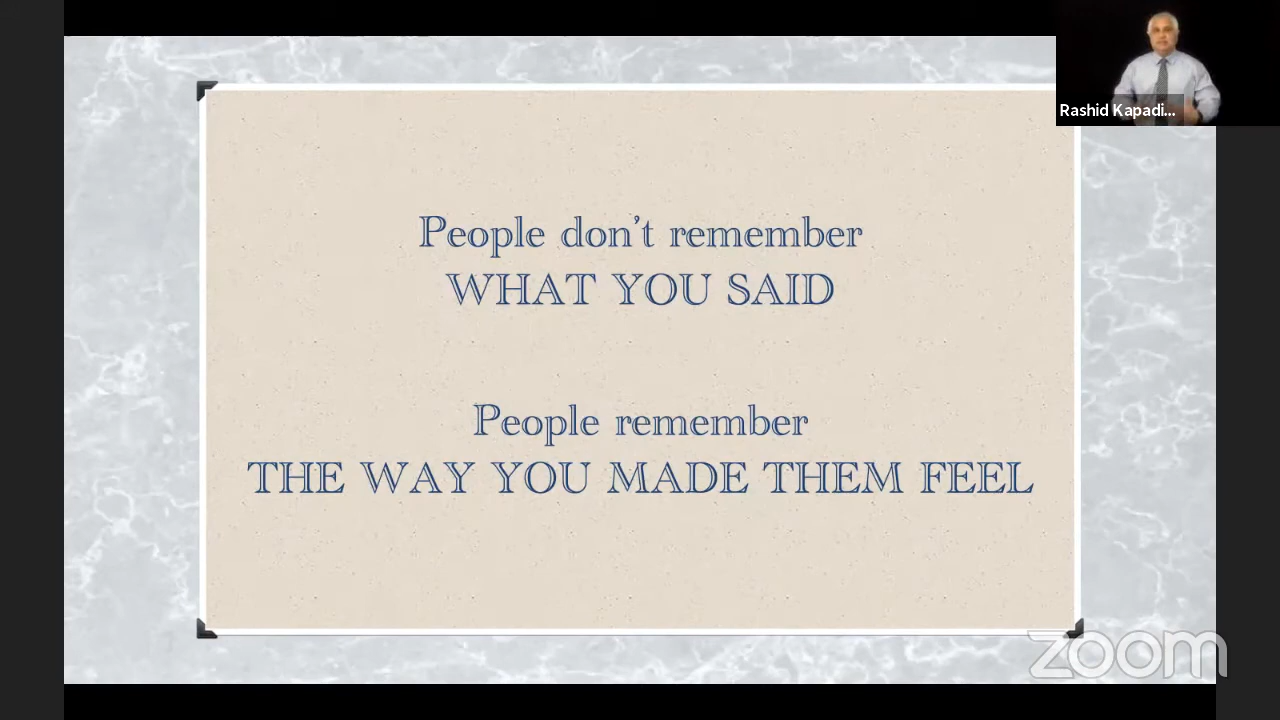 Rashid Kapadi...
People don't remember
WHAT YOU SAID
People remember
THE WAY YOU MADE THEM FEEL
zoom